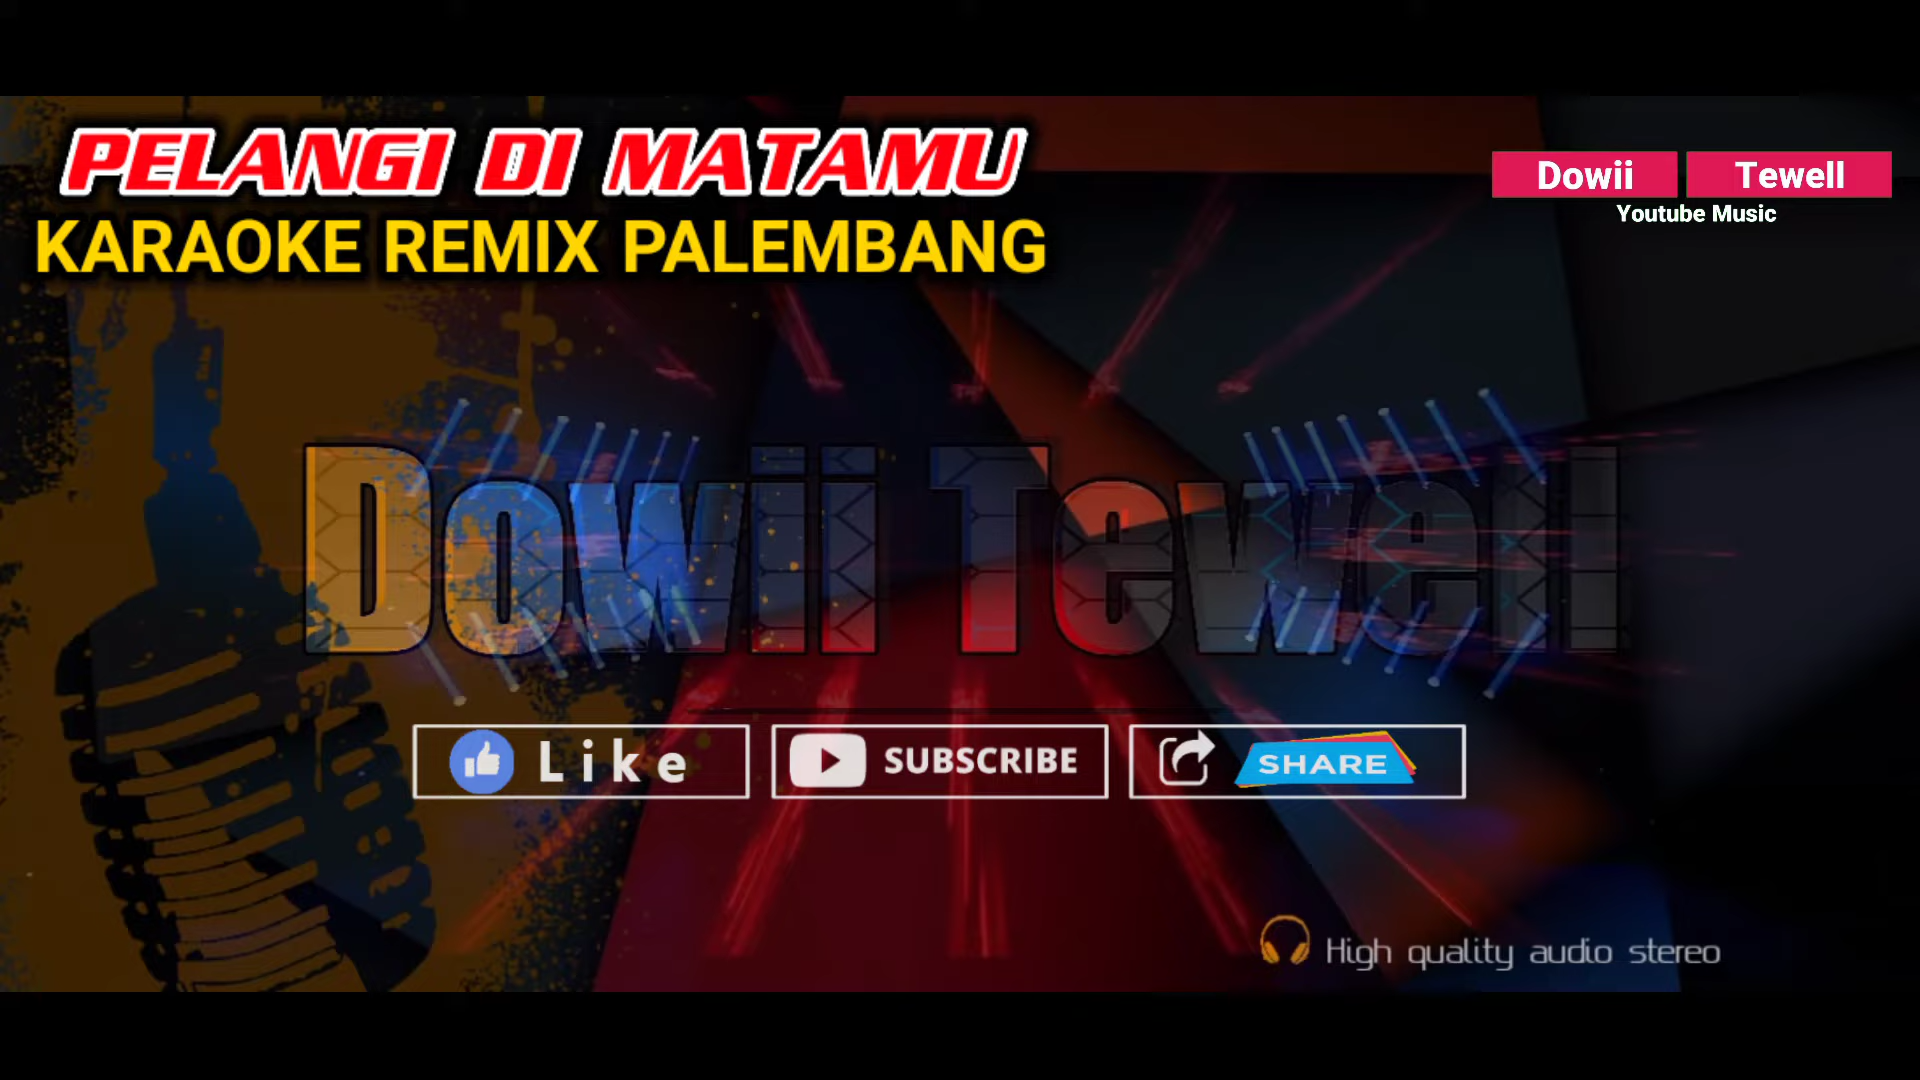 PELANGI DI MATAMU
KARAOKE REMIX PALEMBANG
Dowii Tewell
Youtube Music
Dowii Tewell
Like
SUBSCRIBE
SHARE
High quality audio stereo